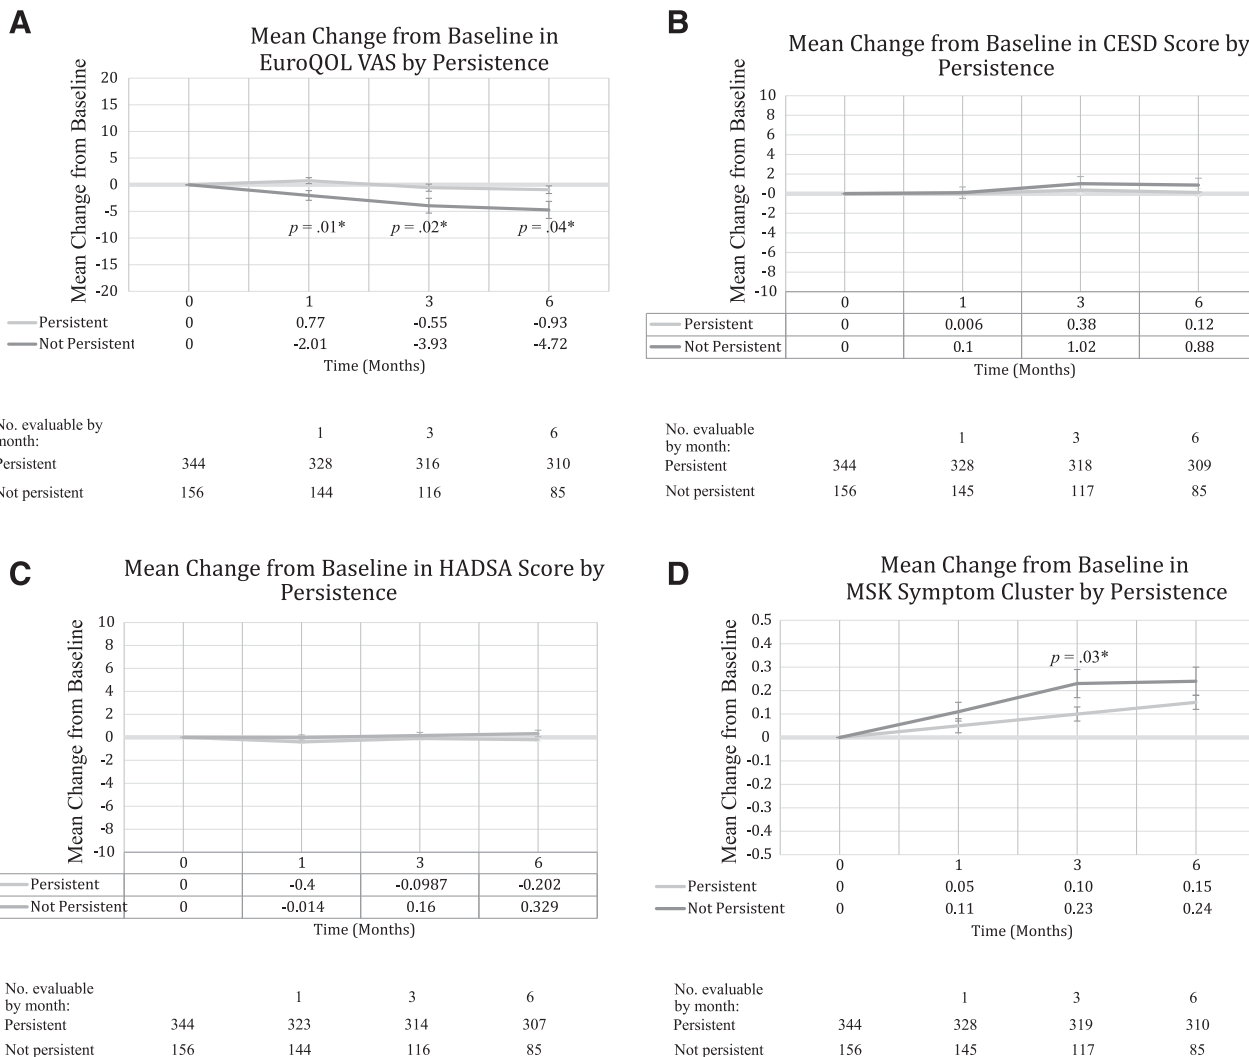 A
Mean Change from Baseline in
EuroQOL VAS by Persistence
Mean Change from Baseline
20
15
10
5
0
-5
-10
-15
-20
p = .01*
p = .02*
p = .04*
0 1 3 6
Persistent 0 0.77 -0.55 -0.93
Not Persistent 0 -2.01 -3.93 -4.72
Time (Months)
No. evaluable by
month: 1 3 6
Persistent 344 328 316 310
Not persistent 156 144 116 85
B
Mean Change from Baseline in CESD Score by
Persistence
Mean Change from Baseline
10
8
6
4
2
-0
-2
-4
-6
-8
-10
0 1 3 6
Persistent 0 0.006 0.38 0.12
Not Persistent 0 0.1 1.02 0.88
Time (Months)
No. evaluable
by month: 1 3 6
Persistent 344 328 318 309
Not persistent 156 145 117 85
C
Mean Change from Baseline in HADSA Score by
Persistence
Mean Change from Baseline
10
8
6
4
2
0
-2
-4
-6
-8
-10
0 1 3 6
Persistent 0 -0.4 -0.0987 -0.202
Not Persistent 0 -0.014 0.16 0.329
Time (Months)
No. evaluable
by month: 1 3 6
Persistent 344 323 314 307
Not persistent 156 144 116 85
D
Mean Change from Baseline in
MSK Symptom Cluster by Persistence
Mean Change from Baseline
0.5
0.4
0.3
0.2
0.1
0
-0.1
-0.2
-0.3
-0.4
-0.5
p = .03*
0 1 3 6
Persistent 0 0.05 0.10 0.15
Not Persistent 0 0.11 0.23 0.24
Time (Months)
No. evaluable
by month: 1 3 6
Persistent 344 328 319 310
Not persistent 156 145 117 85